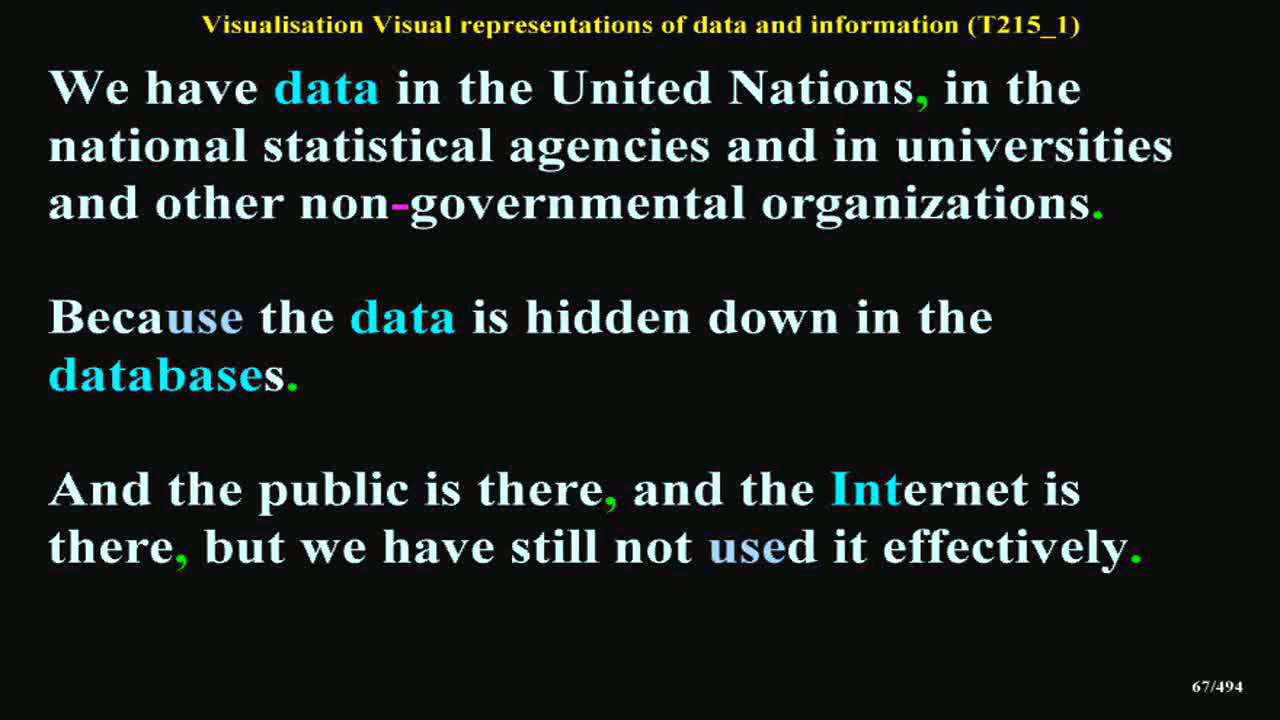 Visualisation Visual representations of data and information (T215_1)
We have data in the United Nations, in the
national statistical agencies and in universities
and other non-governmental organizations.
Because the data is hidden down in the
databases.
And the public is there, and the Internet is
there, but we have still not used it effectively.
67/494